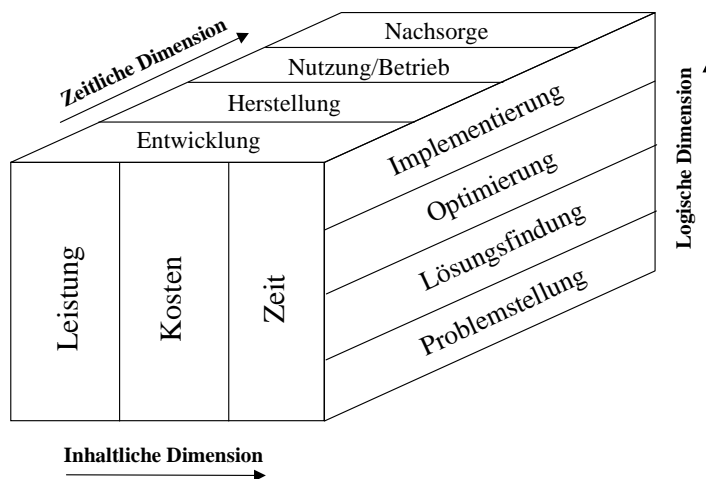 Zeitliche Dimension
Nachsorge
Nutzung/Betrieb
Herstellung
Entwicklung
Leistung
Kosten
Zeit
Implementierung
Optimierung
Lösungsfindung
Problemstellung
Logische Dimension
Inhaltliche Dimension